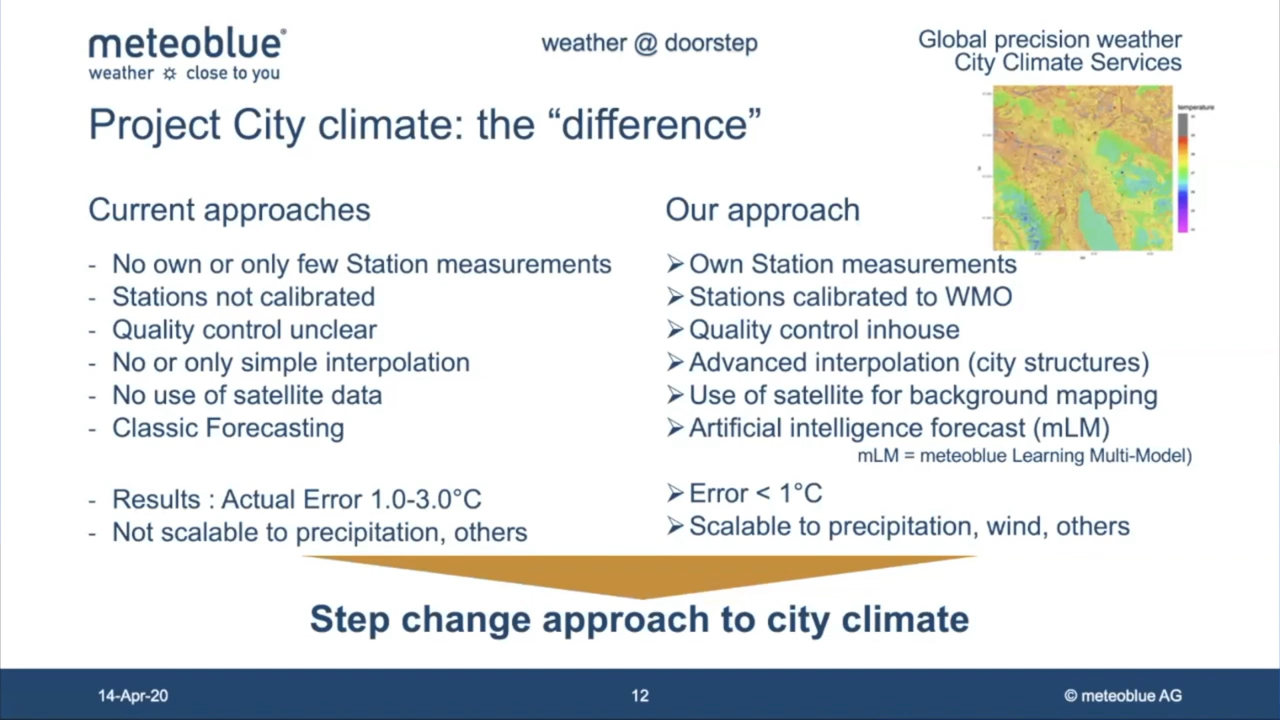 meteoblue®
weather ☼ close to you
weather @ doorstep
Global precision weather
City Climate Services
Project City climate: the “difference”
temperature
Current approaches
- No own or only few Station measurements
- Stations not calibrated
- Quality control unclear
- No or only simple interpolation
- No use of satellite data
- Classic Forecasting
- Results : Actual Error 1.0-3.0°C
- Not scalable to precipitation, others
Our approach
➢ Own Station measurements
➢ Stations calibrated to WMO
➢ Quality control inhouse
➢ Advanced interpolation (city structures)
➢ Use of satellite for background mapping
➢ Artificial intelligence forecast (mLM)
mLM = meteoblue Learning Multi-Model)
➢ Error < 1°C
➢ Scalable to precipitation, wind, others
Step change approach to city climate
14-Apr-20
12
© meteoblue AG